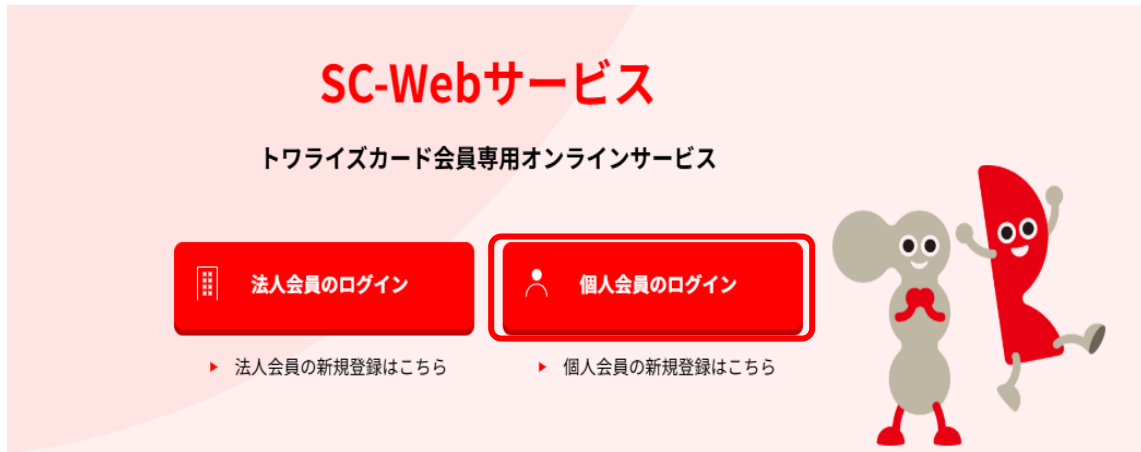 SC-Webサービス
トワライズカード会員専用オンラインサービス
法人会員のログイン
個人会員のログイン
法人会員の新規登録はこちら
個人会員の新規登録はこちら